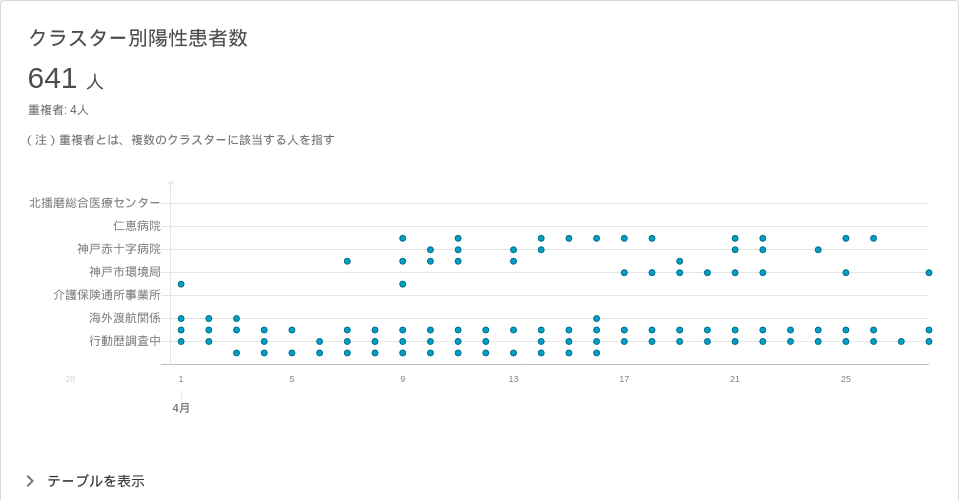 クラスター別陽性患者数
641 人
重複者: 4人
（注）重複者とは、複数のクラスターに該当する人を指す
北播磨総合医療センター
仁恵病院
神戸赤十字病院
神戸市環境局
介護保険通所事業所
海外渡航関係
行動歴調査中
28 1 5 9 13 17 21 25
4月
テーブルを表示